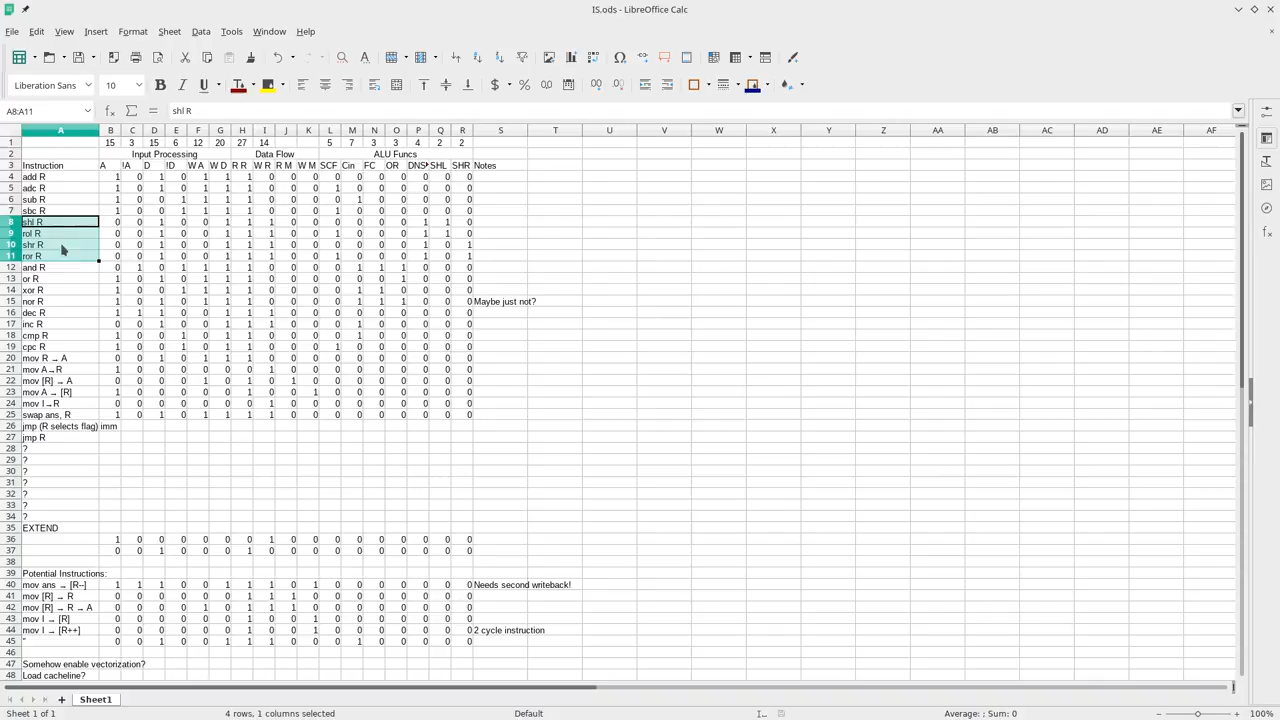 IS.ods - LibreOffice Calc
File Edit View Insert Format Sheet Data Tools Window Help
Liberation Sans 10
A8:A11 shl R
A B C D E F G H I J K L M N O P Q R S T U V W X Y Z AA AB AC AD AE AF
1 15 3 15 6 12 20 27 14 5 7 3 3 4 2 2
2 Input Processing Data Flow ALU Funcs
3 Instruction A !A D !D W A W D R R W R R M W M SCF Cin FC OR SHL SHR Notes
4 add R 1 0 1 0 1 1 1 0 0 0 0 0 0 0 0 0 0
5 adc R 1 0 1 0 1 1 1 0 0 0 1 0 0 0 0 0 0
6 sub R 1 0 0 1 1 1 1 0 0 0 0 1 0 0 0 0 0
7 sbc R 1 0 0 1 1 1 1 0 0 0 1 0 0 0 0 0 0
8 shl R 0 0 1 0 0 1 1 0 0 0 0 0 0 0 1 1 0
9 rol R 0 0 1 0 0 1 1 0 0 0 1 0 0 0 1 1 0
10 shr R 0 0 1 0 0 1 1 0 0 0 0 0 0 0 1 0 1
11 ror R 0 0 1 0 0 1 1 0 0 0 1 0 0 0 1 0 1
12 and R 0 1 0 1 1 1 1 0 0 0 0 1 1 1 0 0 0
13 or R 1 0 1 0 1 1 1 0 0 0 0 0 0 1 0 0 0
14 xor R 1 0 0 1 1 1 1 0 0 0 0 1 1 0 0 0 0
15 nor R 1 0 1 0 1 1 1 0 0 0 0 1 1 1 0 0 0 Maybe just not?
16 dec R 1 1 1 0 0 1 1 0 0 0 0 0 0 0 0 0 0
17 inc R 0 0 1 0 0 1 1 0 0 0 0 1 0 0 0 0 0
18 cmp R 1 0 0 1 0 1 1 0 0 0 0 1 0 0 0 0 0
19 cpc R 1 0 0 1 0 1 1 0 0 0 1 0 0 0 0 0 0
20 mov R → A 0 0 1 0 1 1 1 0 0 0 0 0 0 0 0 0 0
21 mov A→R 0 0 0 0 0 0 0 1 0 0 0 0 0 0 0 0 0
22 mov [R] → A 0 0 0 0 1 0 1 0 1 0 0 0 0 0 0 0 0
23 mov A → [R] 1 0 0 0 0 0 1 0 0 1 0 0 0 0 0 0 0
24 mov I→R 0 0 0 0 0 0 0 1 0 0 0 0 0 0 0 0 0
25 swap ans, R 1 0 1 0 1 1 1 1 0 0 0 0 0 0 0 0 0
26 jmp (R selects flag) imm
27 jmp R
28 ?
29 ?
30 ?
31 ?
32 ?
33 ?
34 ?
35 EXTEND
36 1 0 0 0 0 0 0 1 0 0 0 0 0 0 0 0 0
37 0 0 1 0 0 0 1 0 0 0 0 0 0 0 0 0 0
38
39 Potential Instructions:
40 mov ans → [R--] 1 1 1 0 0 1 1 1 0 1 0 0 0 0 0 0 0 Needs second writeback!
41 mov [R] → R 0 0 0 0 0 0 1 1 1 0 0 0 0 0 0 0 0
42 mov [R] → R → A 0 0 0 0 1 0 1 1 1 0 0 0 0 0 0 0 0
43 mov I → [R] 0 0 0 0 0 0 1 0 0 1 0 0 0 0 0 0 0
44 mov I → [R++] 0 0 0 0 0 0 1 0 0 1 0 0 0 0 0 0 0 2 cycle instruction
45 " 0 0 1 0 0 1 1 1 0 0 0 1 0 0 0 0 0
46
47 Somehow enable vectorization?
48 Load cacheline?
Sheet1
Sheet 1 of 1 4 rows, 1 columns selected Default Average: ; Sum: 0 100%